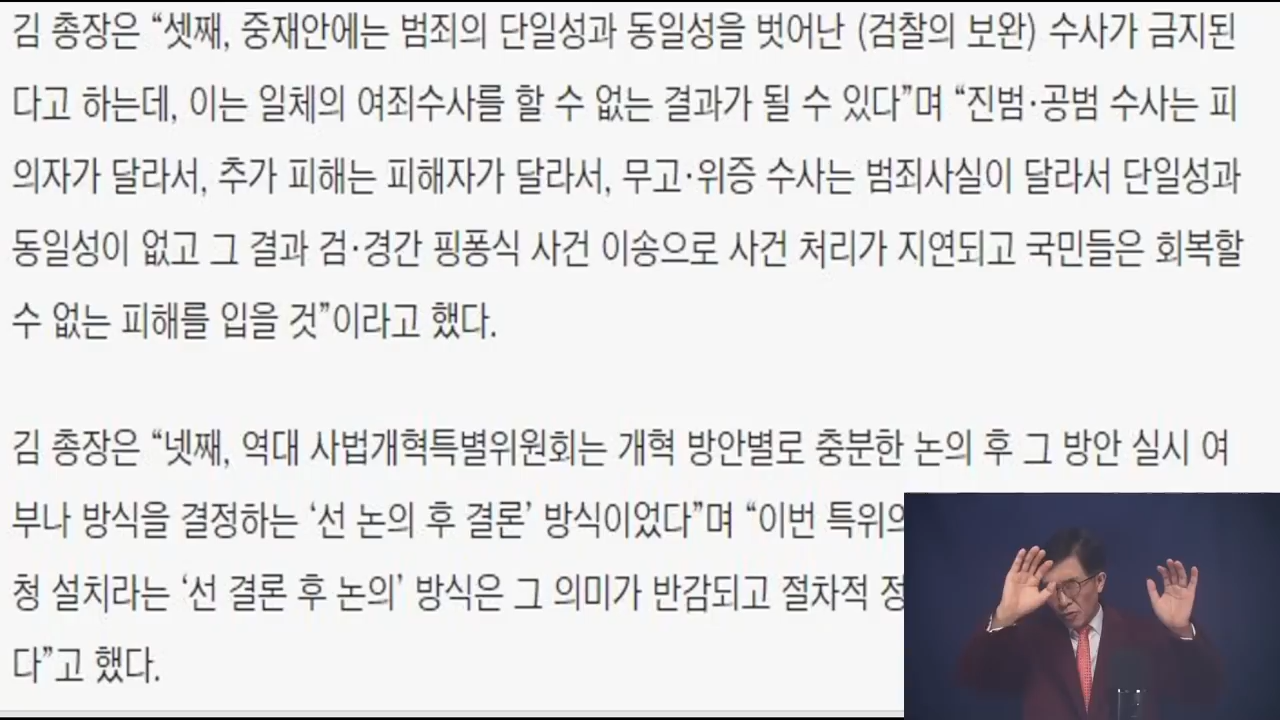 김 총장은 “셋째, 중재안에는 범죄의 단일성과 동일성을 벗어난 (검찰의 보완) 수사가 금지된
다고 하는데, 이는 일체의 여죄수사를 할 수 없는 결과가 될 수 있다”며 “진범·공범 수사는 피
의자가 달라서, 추가 피해는 피해자가 달라서, 무고·위증 수사는 범죄사실이 달라서 단일성과
동일성이 없고 그 결과 검·경간 핑퐁식 사건 이송으로 사건 처리가 지연되고 국민들은 회복할
수 없는 피해를 입을 것”이라고 했다.
김 총장은 “넷째, 역대 사법개혁특별위원회는 개혁 방안별로 충분한 논의 후 그 방안 실시 여
부나 방식을 결정하는 ‘선 논의 후 결론’ 방식이었다”며 “이번 특위의
청 설치라는 ‘선 결론 후 논의’ 방식은 그 의미가 반감되고 절차적 정
다”고 했다.